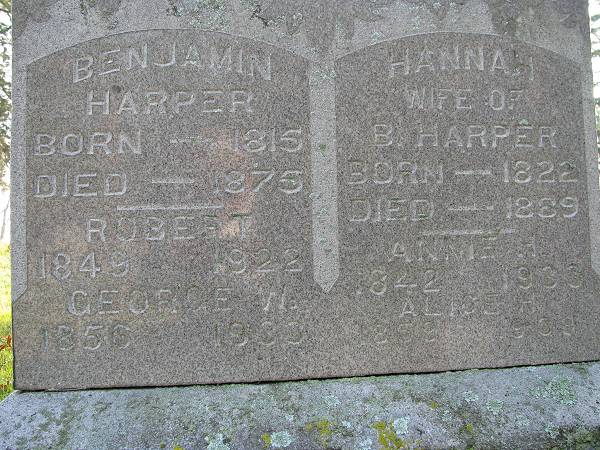 BENJAMIN
HARPER
BORN — 1815
DIED — 1875
ROBERT
1849 1922
GEORGE W.
1856 1933
HANNAH
WIFE OF
B. HARPER
BORN — 1822
DIED — 1889
ANNIE H.
1842
ALICE H.